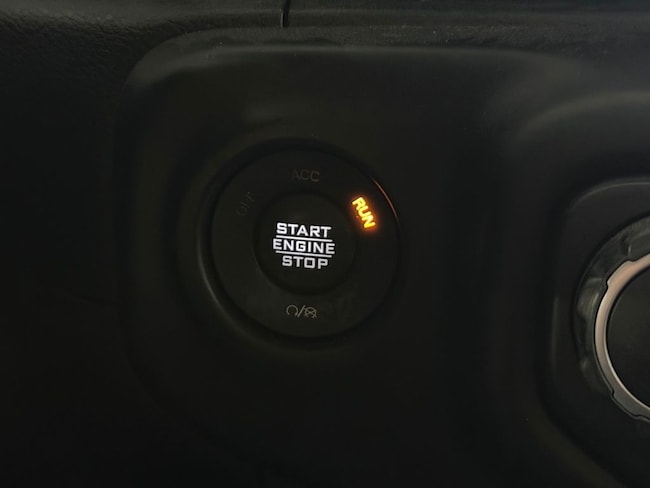 ACC
OFF
RUN
START
ENGINE
STOP